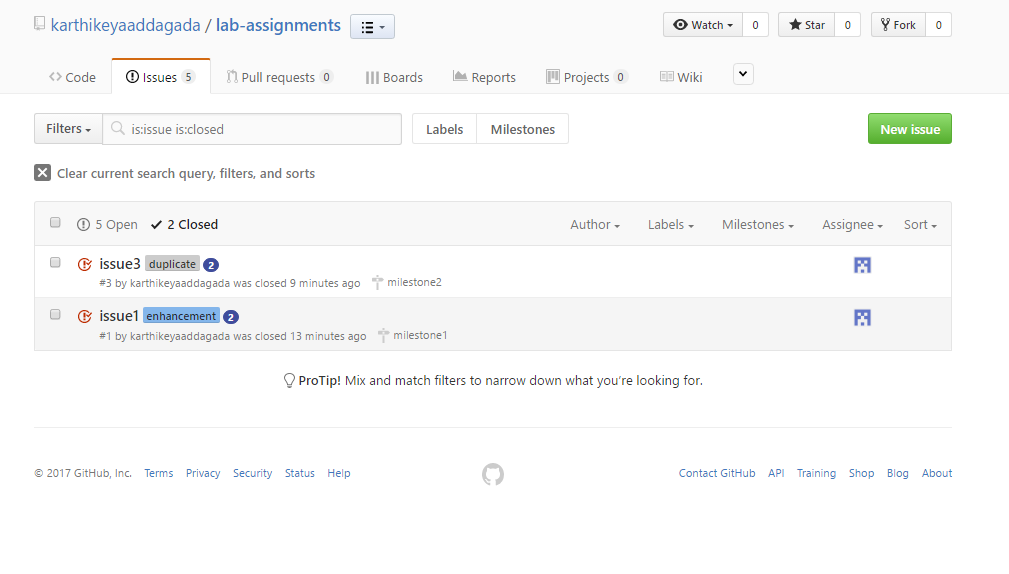 karthikeyaaddagada / lab-assignments Watch 0 Star 0 Fork 0
Code Issues 5 Pull requests 0 Boards Reports Projects 0 Wiki
Filters is:issue is:closed Labels Milestones New issue
Clear current search query, filters, and sorts
5 Open 2 Closed Author Labels Milestones Assignee Sort
issue3 duplicate 2
#3 by karthikeyaaddagada was closed 9 minutes ago milestone2
issue1 enhancement 2
#1 by karthikeyaaddagada was closed 13 minutes ago milestone1
ProTip! Mix and match filters to narrow down what you’re looking for.
© 2017 GitHub, Inc. Terms Privacy Security Status Help Contact GitHub API Training Shop Blog About